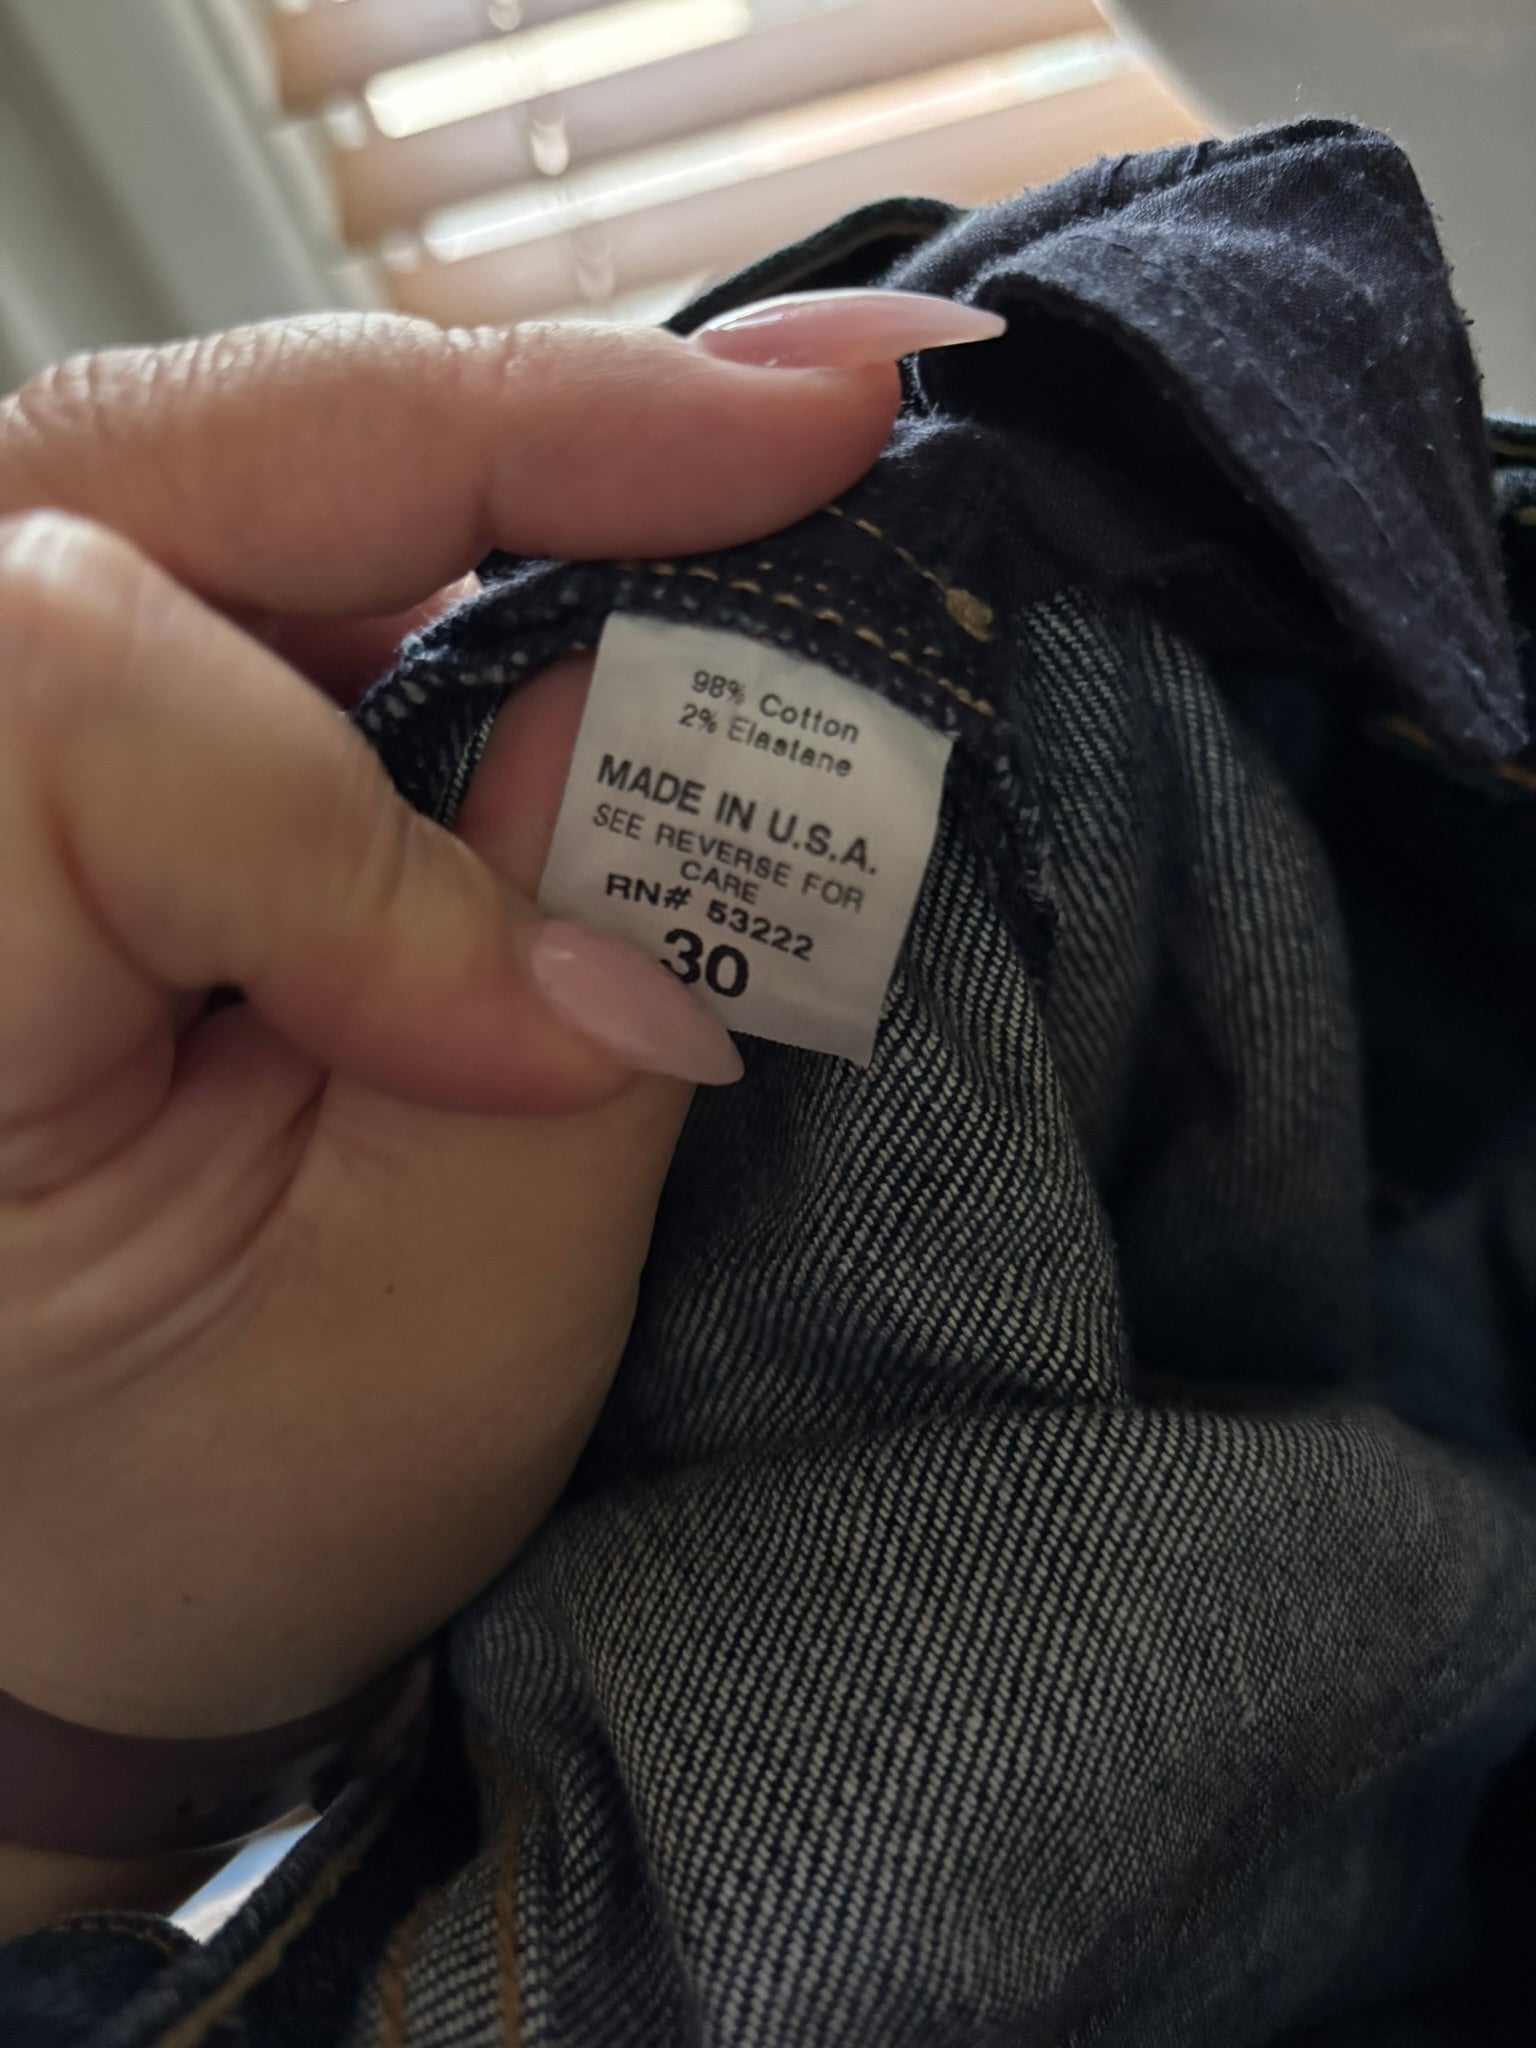 98% Cotton
2% Elastane
MADE IN U.S.A.
SEE REVERSE FOR
CARE
RN# 53222
30